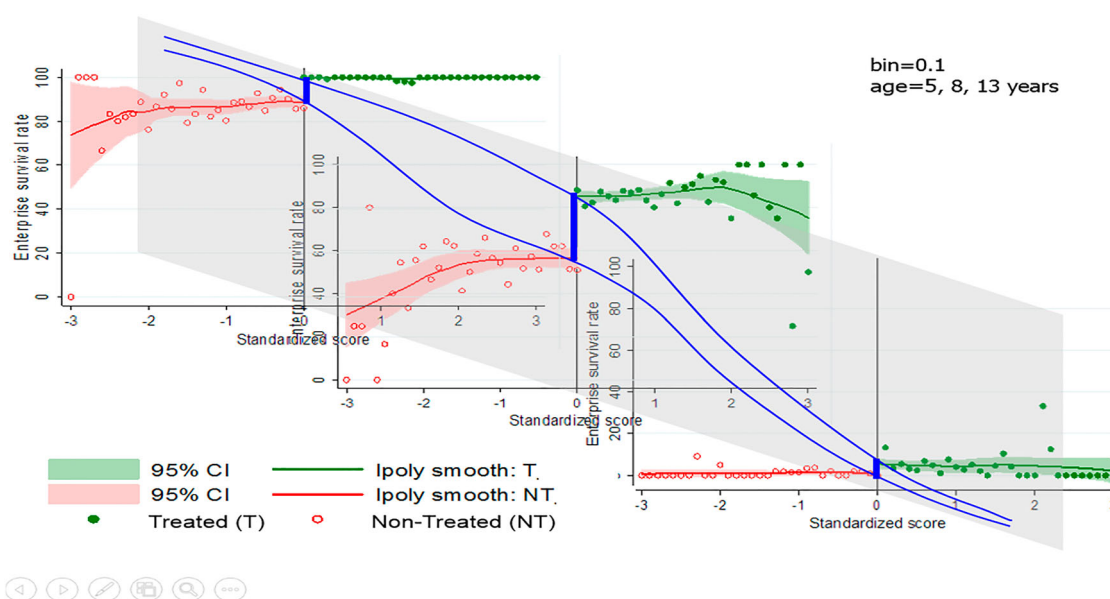 bin=0.1
age=5, 8, 13 years
Enterprise survival rate
100
80
60
40
20
0
-3
-2
-1
0
1
2
3
Standardized score
Enterprise survival rate
100
80
60
40
20
0
-3
-2
-1
0
1
2
3
Standardized score
Enterprise survival rate
100
80
60
40
20
-3
-2
-1
0
1
2
Standardized score
95% CI
lpoly smooth: T.
95% CI
lpoly smooth: NT.
Treated (T)
Non-Treated (NT)